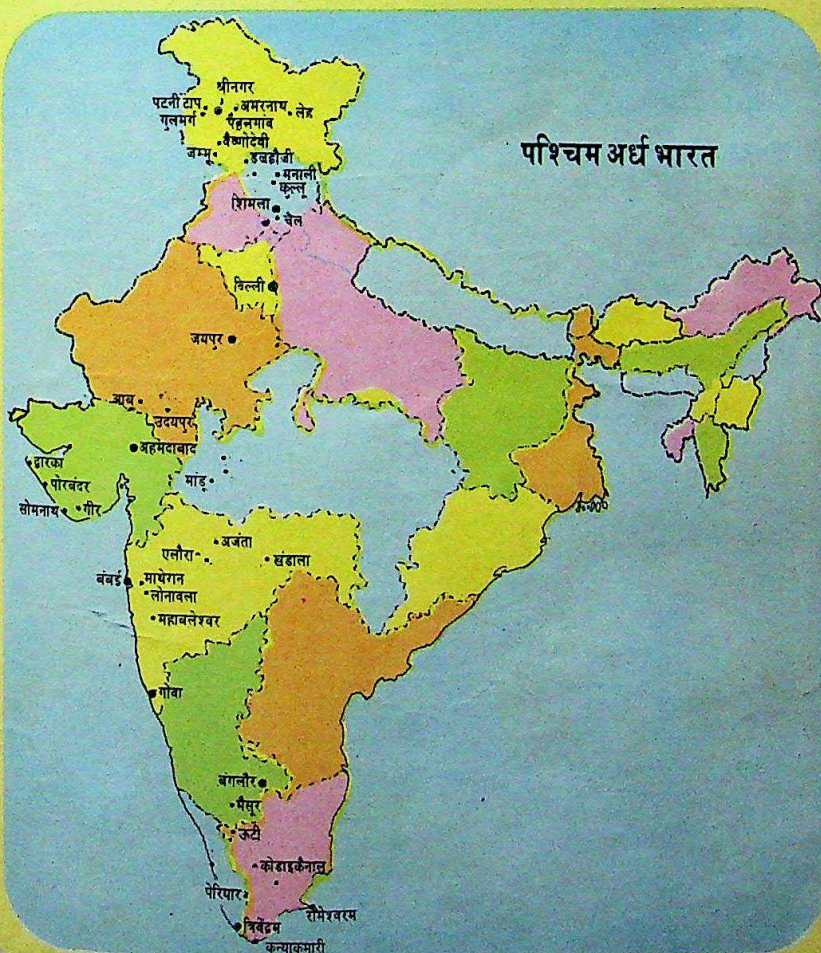 श्रीनगर
पटनी टाप
अमरनाथ
लेह
गुलमर्ग
पैहलगांव
वैष्णोदेवी
जम्मू
डलहौजी
पश्चिम अर्ध भारत
मनाली
कुल्लू
शिमला
चैल
दिल्ली
जयपुर
आबू
उदयपुर
अहमदाबाद
द्वारका
मांडू
पोरबंदर
सोमनाथ
गीर
अजंता
एलौरा
खंडाला
बंबई
माथेरान
लोनावला
महाबलेश्वर
गोवा
बंगलौर
मैसूर
ऊटी
कोडाइकैनाल
पेरियार
रामेश्वरम
त्रिवेंद्रम
कन्याकुमारी